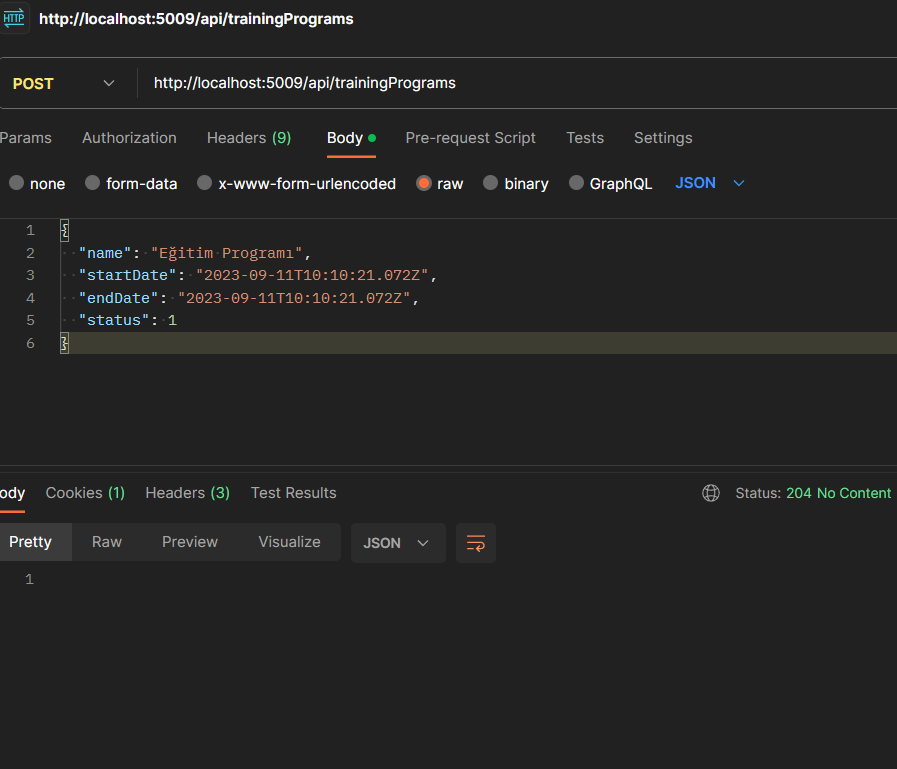 HTTP http://localhost:5009/api/trainingPrograms
POST http://localhost:5009/api/trainingPrograms
Params Authorization Headers (9) Body Pre-request Script Tests Settings
none form-data x-www-form-urlencoded raw binary GraphQL JSON
1 {
2 "name": "Eğitim Programı",
3 "startDate": "2023-09-11T10:10:21.072Z",
4 "endDate": "2023-09-11T10:10:21.072Z",
5 "status": 1
6 }
ody Cookies (1) Headers (3) Test Results Status: 204 No Content
Pretty Raw Preview Visualize JSON
1